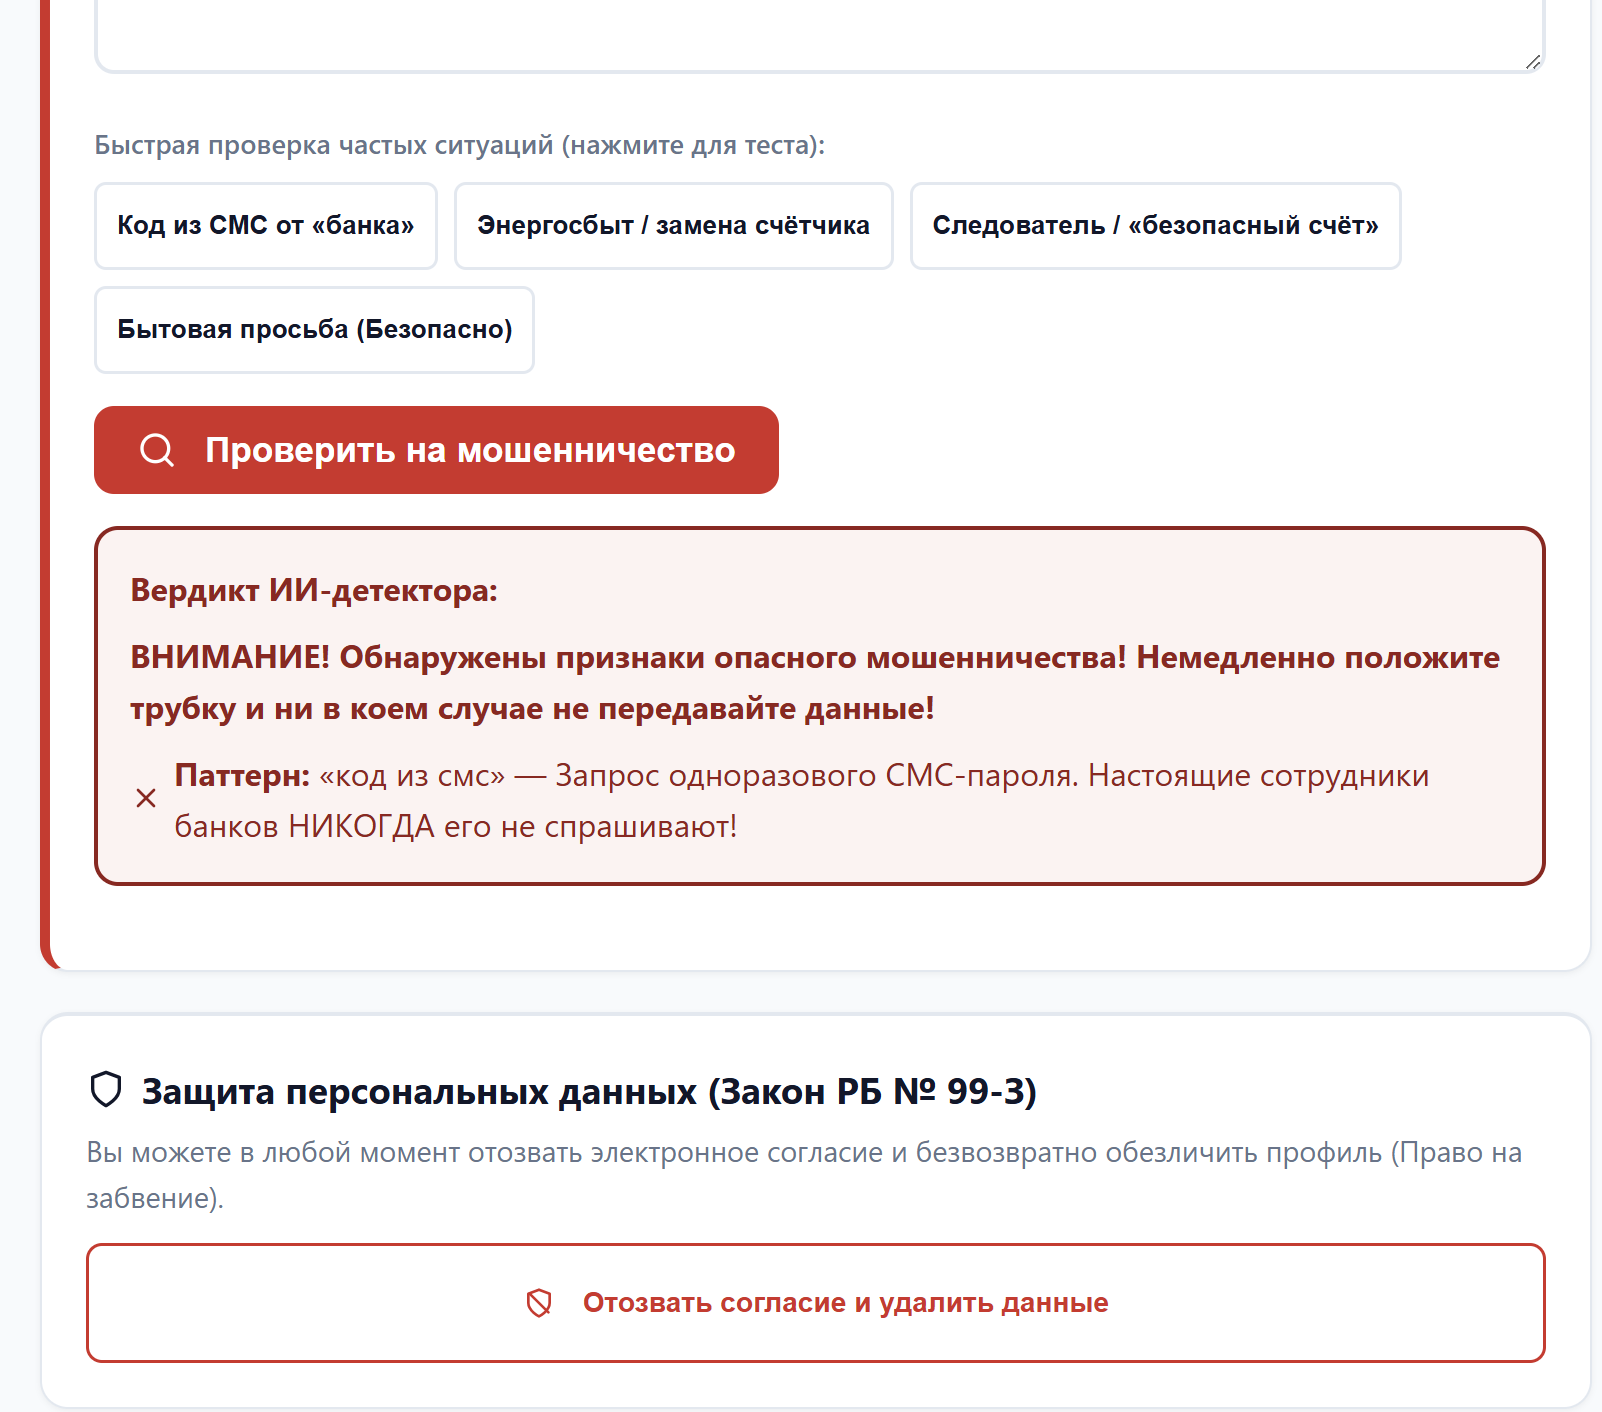 Быстрая проверка частых ситуаций (нажмите для теста):
Код из СМС от «банка»
Энергосбыт / замена счётчика
Следователь / «безопасный счёт»
Бытовая просьба (Безопасно)
Проверить на мошенничество
Вердикт ИИ-детектора:
ВНИМАНИЕ! Обнаружены признаки опасного мошенничества! Немедленно положите
трубку и ни в коем случае не передавайте данные!
Паттерн: «код из смс» — Запрос одноразового СМС-пароля. Настоящие сотрудники
банков НИКОГДА его не спрашивают!
Защита персональных данных (Закон РБ № 99-З)
Вы можете в любой момент отозвать электронное согласие и безвозвратно обезличить профиль (Право на
забвение).
Отозвать согласие и удалить данные